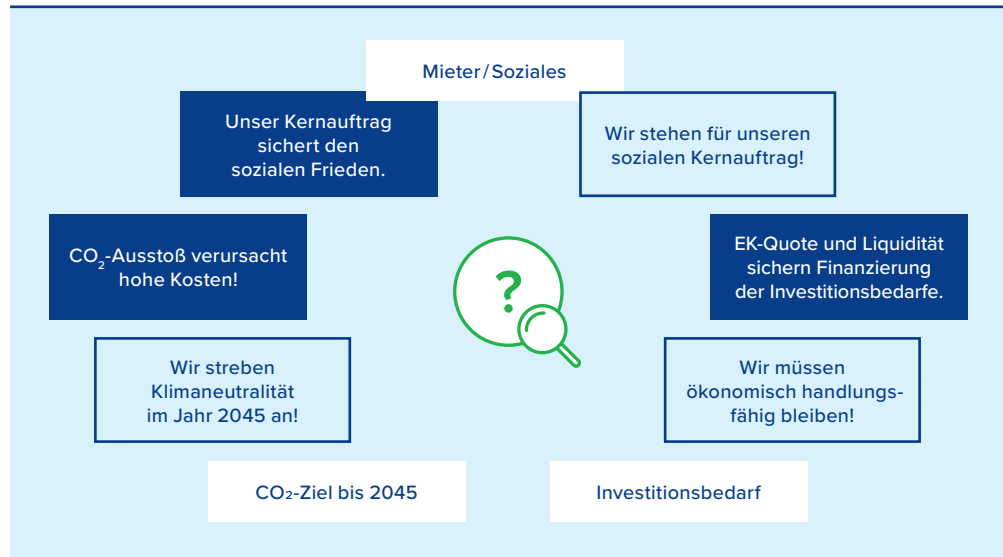 Mieter/Soziales
Unser Kernauftrag
sichert den
sozialen Frieden.
Wir stehen für unseren
sozialen Kernauftrag!
CO₂-Ausstoß verursacht
hohe Kosten!
EK-Quote und Liquidität
sichern Finanzierung
der Investitionsbedarfe.
?
Wir streben
Klimaneutralität
im Jahr 2045 an!
Wir müssen
ökonomisch handlungs-
fähig bleiben!
CO₂-Ziel bis 2045
Investitionsbedarf